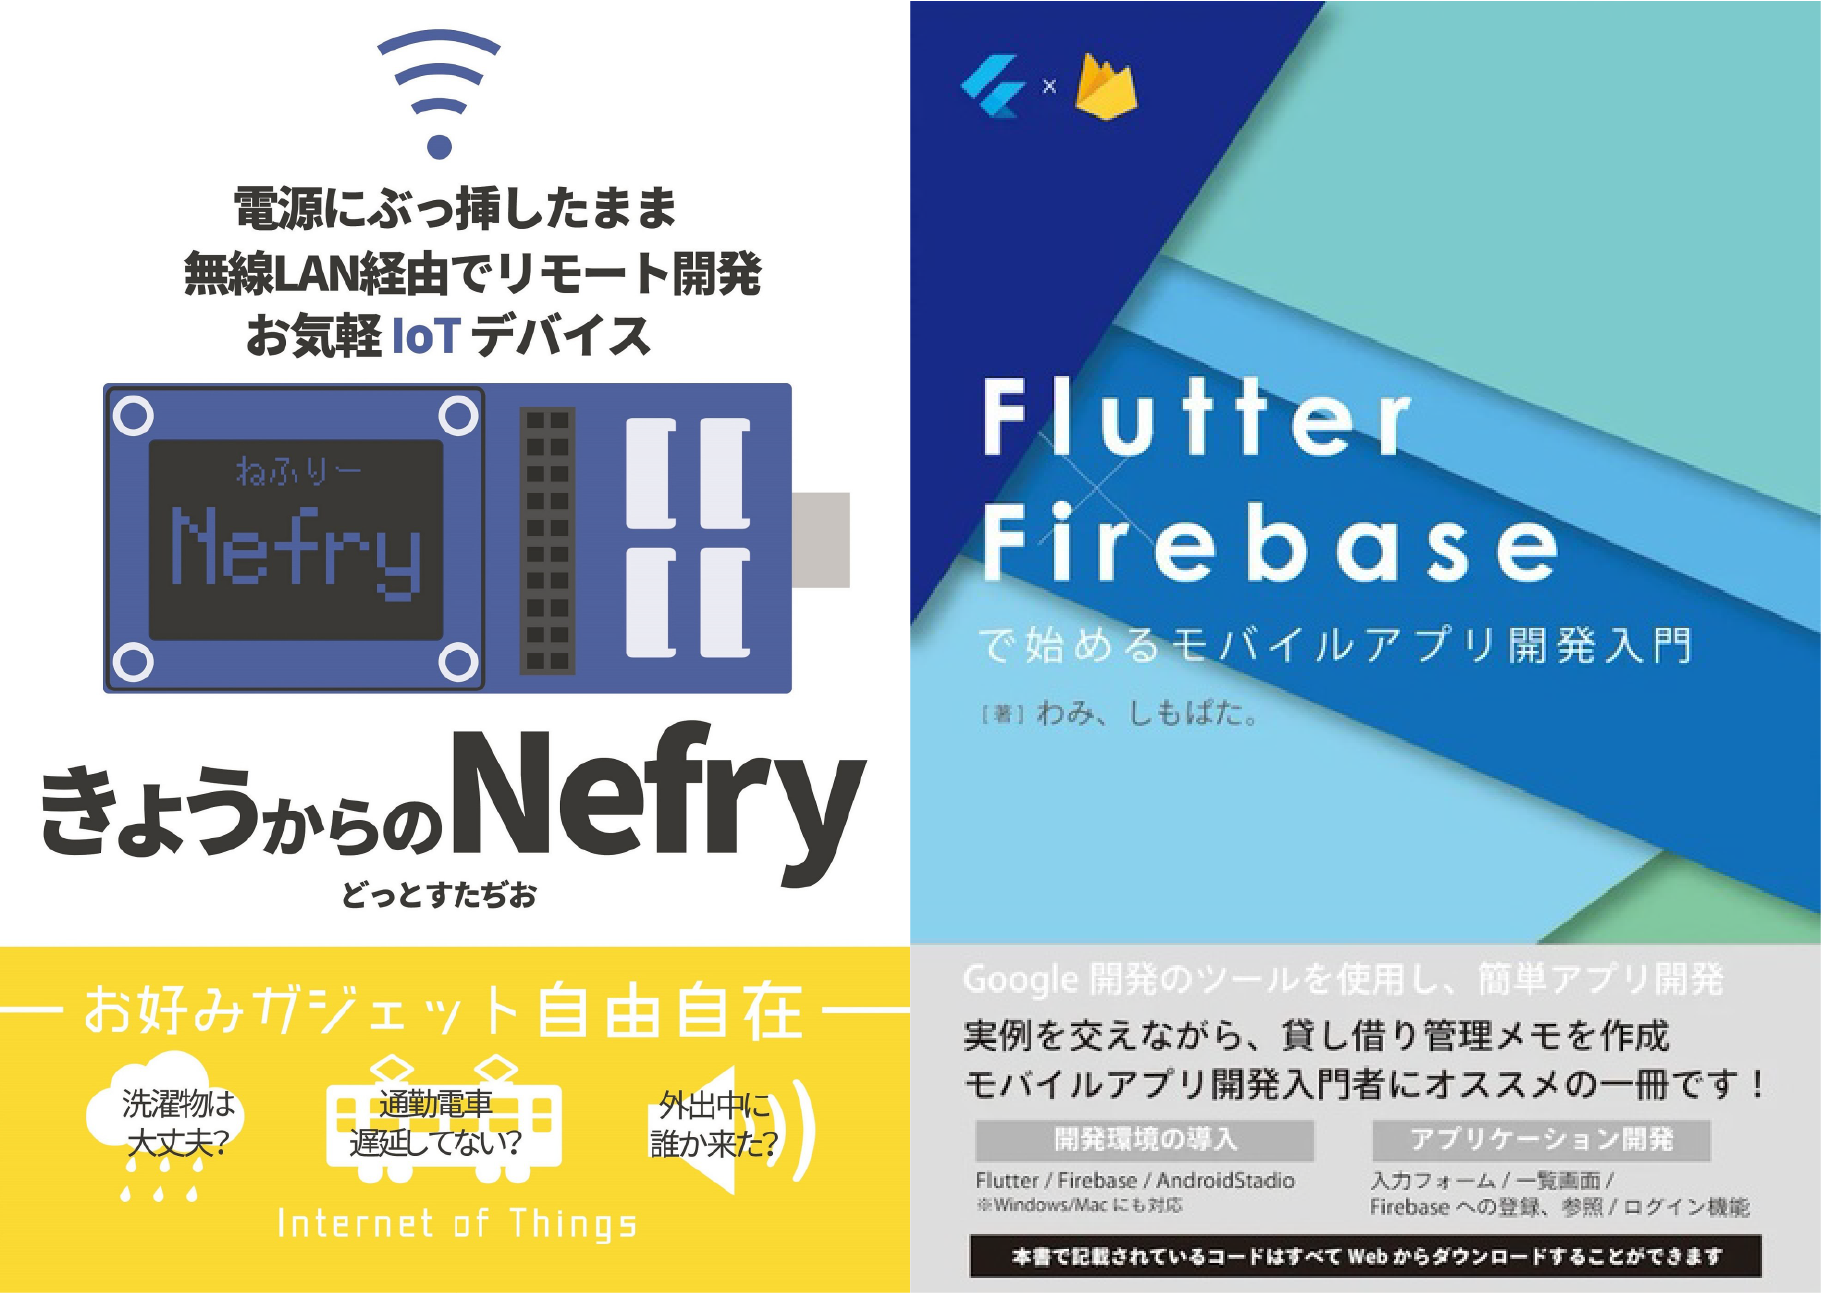 電源にぶっ挿したまま
無線LAN経由でリモート開発
お気軽 IoT デバイス
ねふりー
Nefry
きょうからのNefry
どっとすたぢお
お好みガジェット自由自在
洗濯物は
大丈夫?
通勤電車
遅延してない?
外出中に
誰か来た?
Internet of Things
×
Flutter
×
Firebase
で始めるモバイルアプリ開発入門
[著] わみ、しもばた。
Google 開発のツールを使用し、簡単アプリ開発
実例を交えながら、貸し借り管理メモを作成
モバイルアプリ開発入門者にオススメの一冊です！
開発環境の導入
Flutter / Firebase / AndroidStadio
※Windows/Mac にも対応
アプリケーション開発
入力フォーム / 一覧画面 /
Firebase への登録、参照 / ログイン機能
本書で記載されているコードはすべて Web からダウンロードすることができます